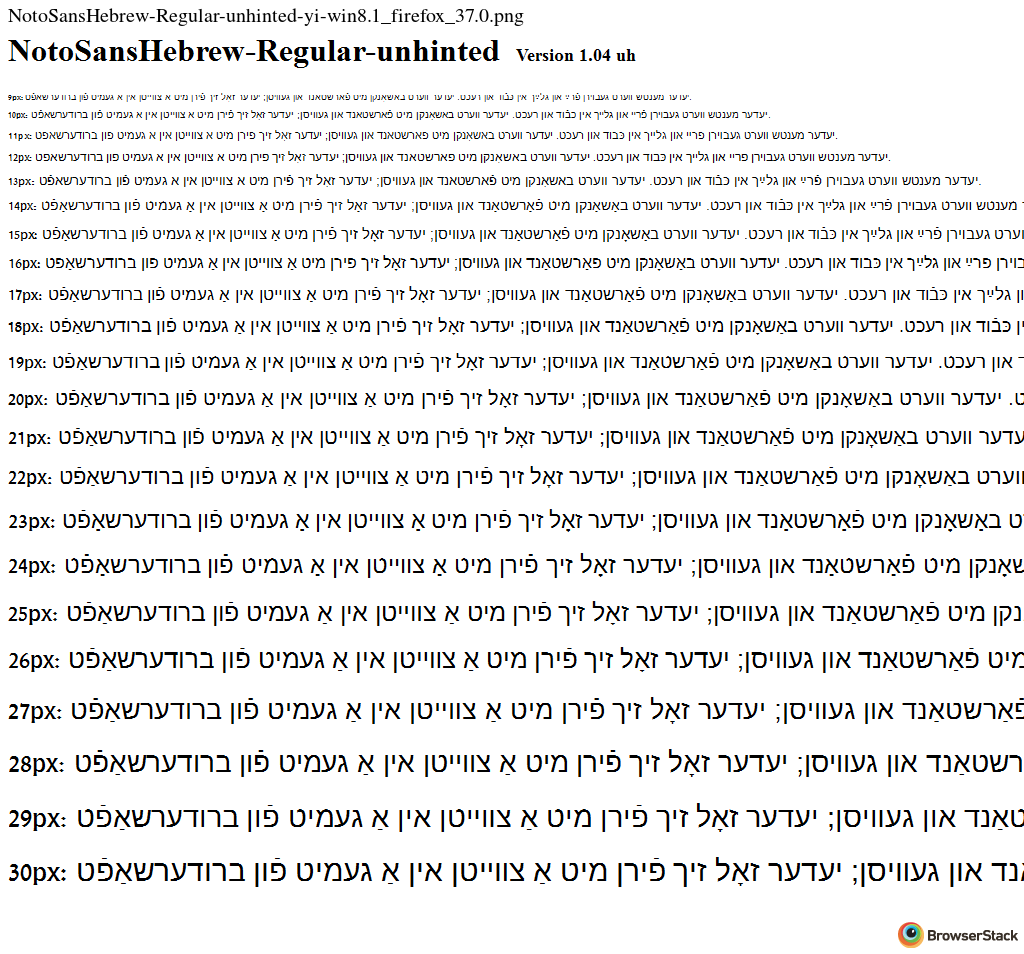 NotoSansHebrew-Regular-unhinted-yi-win8.1_firefox_37.0.png
NotoSansHebrew-Regular-unhinted Version 1.04 uh
9px: יעדער מענטש ווערט געבוירן פֿרײַ און גלײַך אין כּבֿוד און רעכט. יעדער ווערט באַשאָנקן מיט פֿאַרשטאַנד און געוויסן; יעדער זאָל זיך פֿירן מיט אַ צווייטן אין אַ געמיט פֿון ברודערשאַפֿט
10px: יעדער מענטש ווערט געבוירן פֿרײַ און גלײַך אין כּבֿוד און רעכט. יעדער ווערט באַשאָנקן מיט פֿאַרשטאַנד און געוויסן; יעדער זאָל זיך פֿירן מיט אַ צווייטן אין אַ געמיט פֿון ברודערשאַפֿט.
11px: יעדער מענטש ווערט געבוירן פֿרײַ און גלײַך אין כּבֿוד און רעכט. יעדער ווערט באַשאָנקן מיט פֿאַרשטאַנד און געוויסן; יעדער זאָל זיך פֿירן מיט אַ צווייטן אין אַ געמיט פֿון ברודערשאַפֿט.
12px: יעדער מענטש ווערט געבוירן פֿרײַ און גלײַך אין כּבֿוד און רעכט. יעדער ווערט באַשאָנקן מיט פֿאַרשטאַנד און געוויסן; יעדער זאָל זיך פֿירן מיט אַ צווייטן אין אַ געמיט פֿון ברודערשאַפֿט.
13px: יעדער מענטש ווערט געבוירן פֿרײַ און גלײַך אין כּבֿוד און רעכט. יעדער ווערט באַשאָנקן מיט פֿאַרשטאַנד און געוויסן; יעדער זאָל זיך פֿירן מיט אַ צווייטן אין אַ געמיט פֿון ברודערשאַפֿט.
14px: מענטש ווערט געבוירן פֿרײַ און גלײַך אין כּבֿוד און רעכט. יעדער ווערט באַשאָנקן מיט פֿאַרשטאַנד און געוויסן; יעדער זאָל זיך פֿירן מיט אַ צווייטן אין אַ געמיט פֿון ברודערשאַפֿט
15px: געבוירן פֿרײַ און גלײַך אין כּבֿוד און רעכט. יעדער ווערט באַשאָנקן מיט פֿאַרשטאַנד און געוויסן; יעדער זאָל זיך פֿירן מיט אַ צווייטן אין אַ געמיט פֿון ברודערשאַפֿט
16px: פֿרײַ און גלײַך אין כּבֿוד און רעכט. יעדער ווערט באַשאָנקן מיט פֿאַרשטאַנד און געוויסן; יעדער זאָל זיך פֿירן מיט אַ צווייטן אין אַ געמיט פֿון ברודערשאַפֿט
17px: גלײַך אין כּבֿוד און רעכט. יעדער ווערט באַשאָנקן מיט פֿאַרשטאַנד און געוויסן; יעדער זאָל זיך פֿירן מיט אַ צווייטן אין אַ געמיט פֿון ברודערשאַפֿט
18px: כּבֿוד און רעכט. יעדער ווערט באַשאָנקן מיט פֿאַרשטאַנד און געוויסן; יעדער זאָל זיך פֿירן מיט אַ צווייטן אין אַ געמיט פֿון ברודערשאַפֿט
19px: און רעכט. יעדער ווערט באַשאָנקן מיט פֿאַרשטאַנד און געוויסן; יעדער זאָל זיך פֿירן מיט אַ צווייטן אין אַ געמיט פֿון ברודערשאַפֿט
20px: יעדער ווערט באַשאָנקן מיט פֿאַרשטאַנד און געוויסן; יעדער זאָל זיך פֿירן מיט אַ צווייטן אין אַ געמיט פֿון ברודערשאַפֿט
21px: ווערט באַשאָנקן מיט פֿאַרשטאַנד און געוויסן; יעדער זאָל זיך פֿירן מיט אַ צווייטן אין אַ געמיט פֿון ברודערשאַפֿט
22px: ווערט באַשאָנקן מיט פֿאַרשטאַנד און געוויסן; יעדער זאָל זיך פֿירן מיט אַ צווייטן אין אַ געמיט פֿון ברודערשאַפֿט
23px: באַשאָנקן מיט פֿאַרשטאַנד און געוויסן; יעדער זאָל זיך פֿירן מיט אַ צווייטן אין אַ געמיט פֿון ברודערשאַפֿט
24px: מיט פֿאַרשטאַנד און געוויסן; יעדער זאָל זיך פֿירן מיט אַ צווייטן אין אַ געמיט פֿון ברודערשאַפֿט
25px: מיט פֿאַרשטאַנד און געוויסן; יעדער זאָל זיך פֿירן מיט אַ צווייטן אין אַ געמיט פֿון ברודערשאַפֿט
26px: מיט פֿאַרשטאַנד און געוויסן; יעדער זאָל זיך פֿירן מיט אַ צווייטן אין אַ געמיט פֿון ברודערשאַפֿט
27px: פֿאַרשטאַנד און געוויסן; יעדער זאָל זיך פֿירן מיט אַ צווייטן אין אַ געמיט פֿון ברודערשאַפֿט
28px: און געוויסן; יעדער זאָל זיך פֿירן מיט אַ צווייטן אין אַ געמיט פֿון ברודערשאַפֿט
29px: און געוויסן; יעדער זאָל זיך פֿירן מיט אַ צווייטן אין אַ געמיט פֿון ברודערשאַפֿט
30px: און געוויסן; יעדער זאָל זיך פֿירן מיט אַ צווייטן אין אַ געמיט פֿון ברודערשאַפֿט
BrowserStack